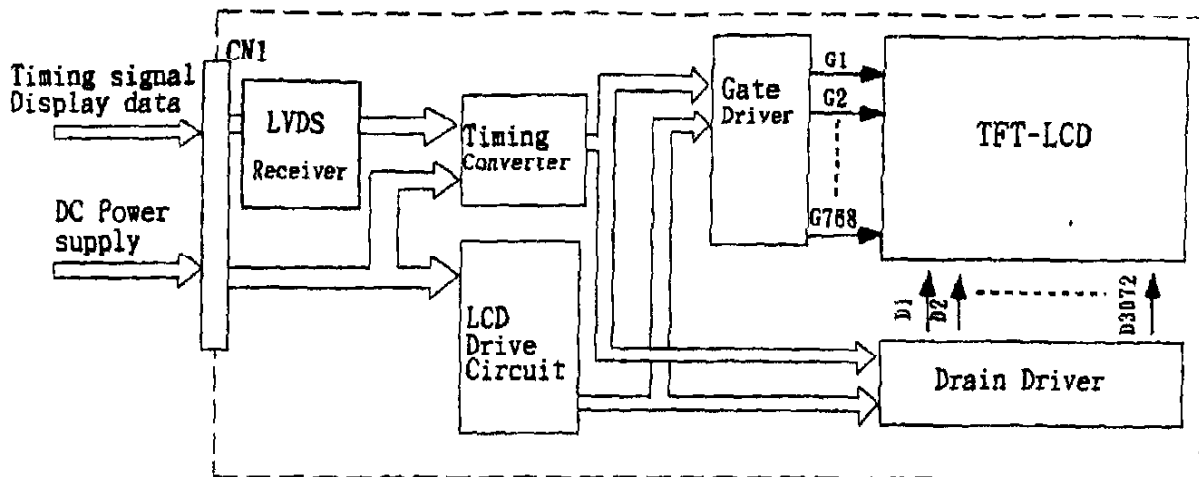 CN1
Timing signal
Display data
DC Power
supply
LVDS
Receiver
Timing
Converter
LCD
Drive
Circuit
Gate
Driver
G1
G2
G768
TFT-LCD
D1
D2
D3072
Drain Driver